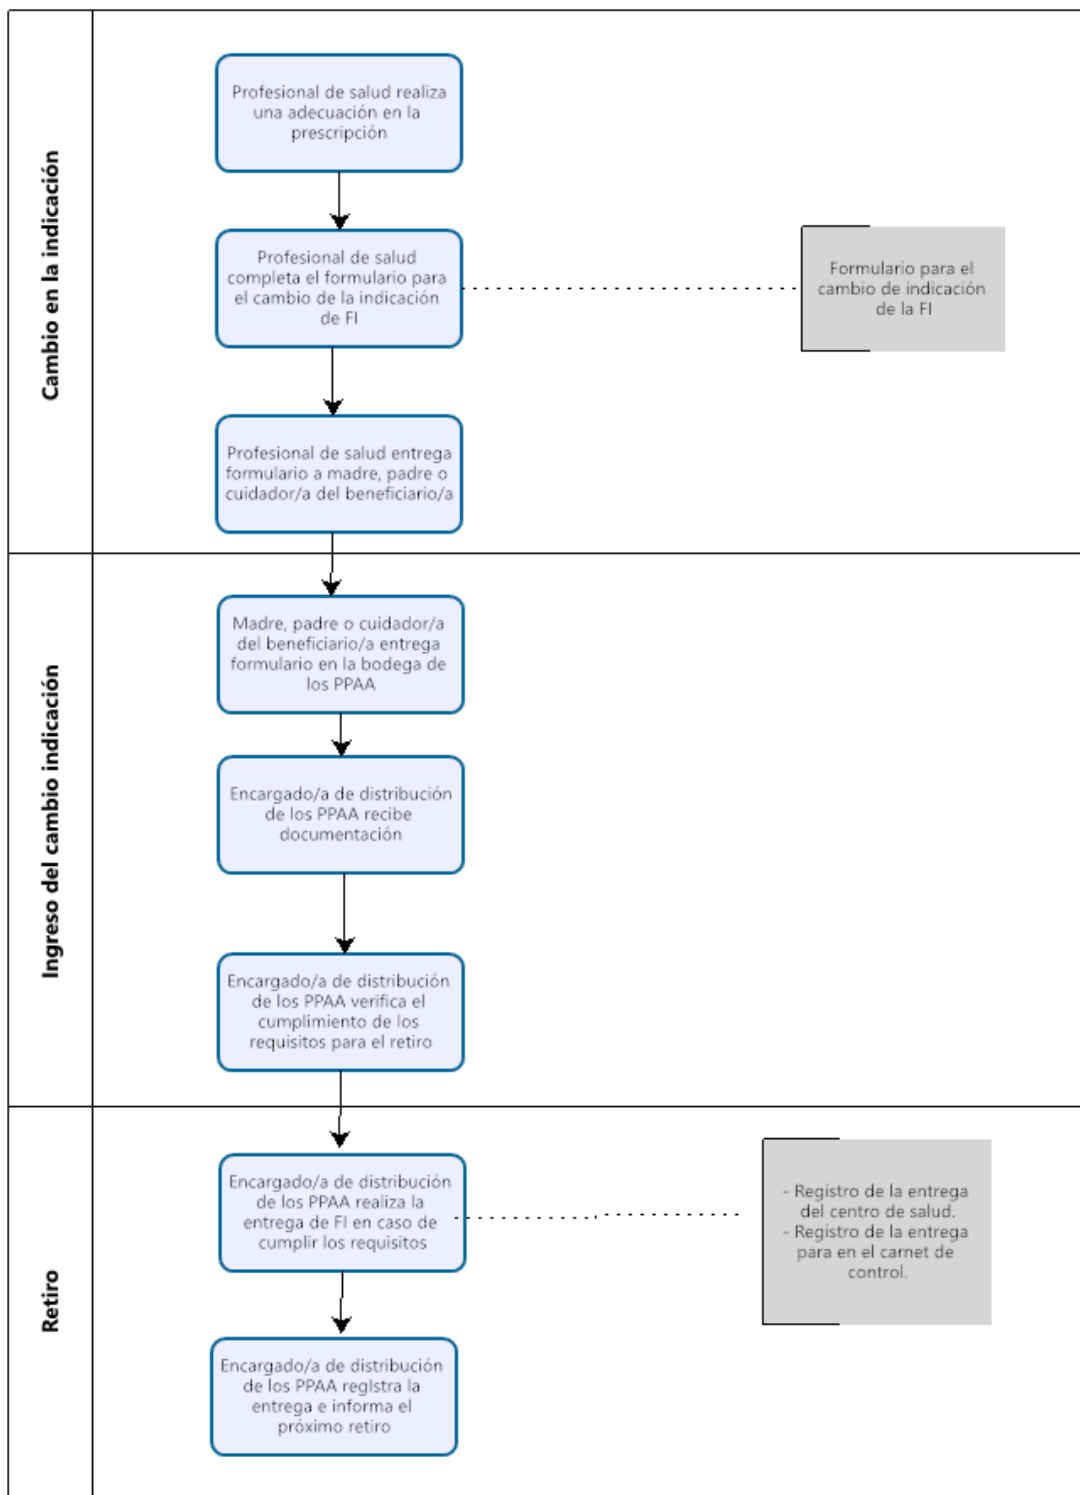 Cambio en la indicación
Profesional de salud realiza
una adecuación en la
prescripción
Profesional de salud
completa el formulario para
el cambio de la indicación
de FI
Formulario para el
cambio de indicación
de la FI
Profesional de salud entrega
formulario a madre, padre o
cuidador/a del beneficiario/a
Ingreso del cambio indicación
Madre, padre o cuidador/a
del beneficiario/a entrega
formulario en la bodega de
los PPAA
Encargado/a de distribución
de los PPAA recibe
documentación
Encargado/a de distribución
de los PPAA verifica el
cumplimiento de los
requisitos para el retiro
Retiro
Encargado/a de distribución
de los PPAA realiza la
entrega de FI en caso de
cumplir los requisitos
- Registro de la entrega
del centro de salud.
- Registro de la entrega
para en el carnet de
control.
Encargado/a de distribución
de los PPAA registra la
entrega e informa el
próximo retiro